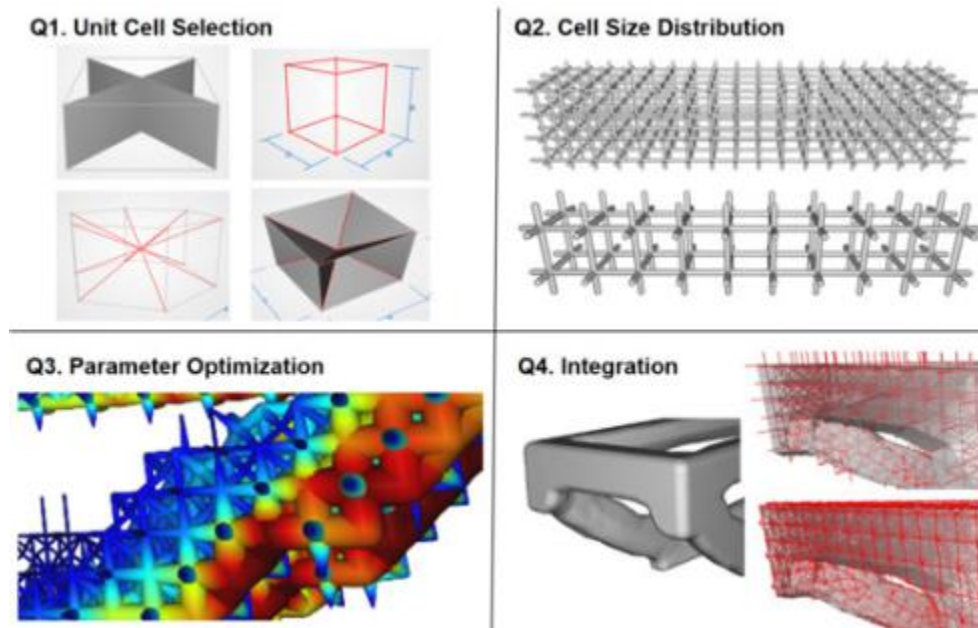 Q1. Unit Cell Selection
Q2. Cell Size Distribution
Q3. Parameter Optimization
Q4. Integration